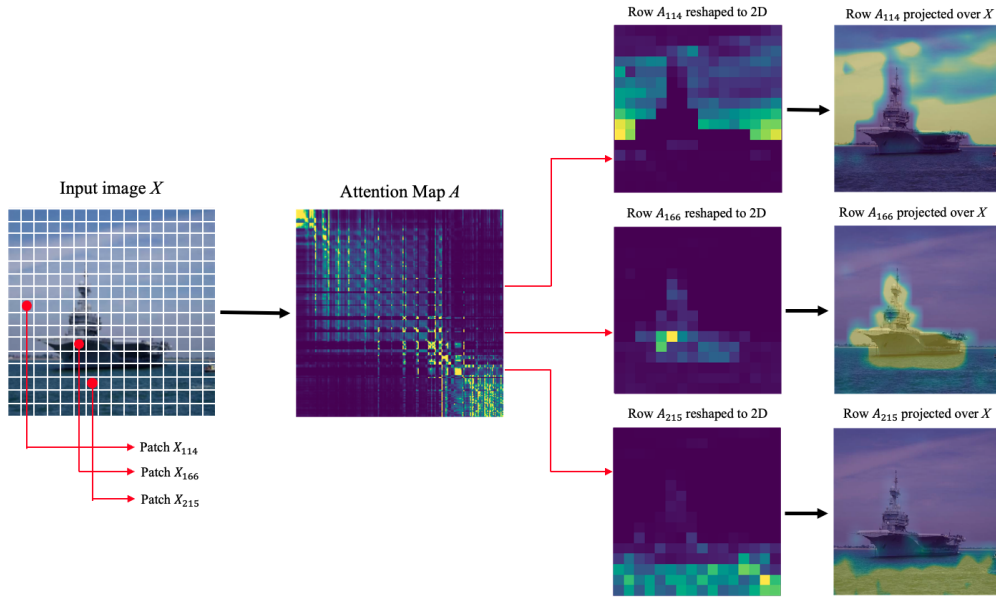 Input image X
Patch X₁₁₄
Patch X₁₆₆
Patch X₂₁₅
Attention Map A
Row A₁₁₄ reshaped to 2D
Row A₁₁₄ projected over X
Row A₁₆₆ reshaped to 2D
Row A₁₆₆ projected over X
Row A₂₁₅ reshaped to 2D
Row A₂₁₅ projected over X